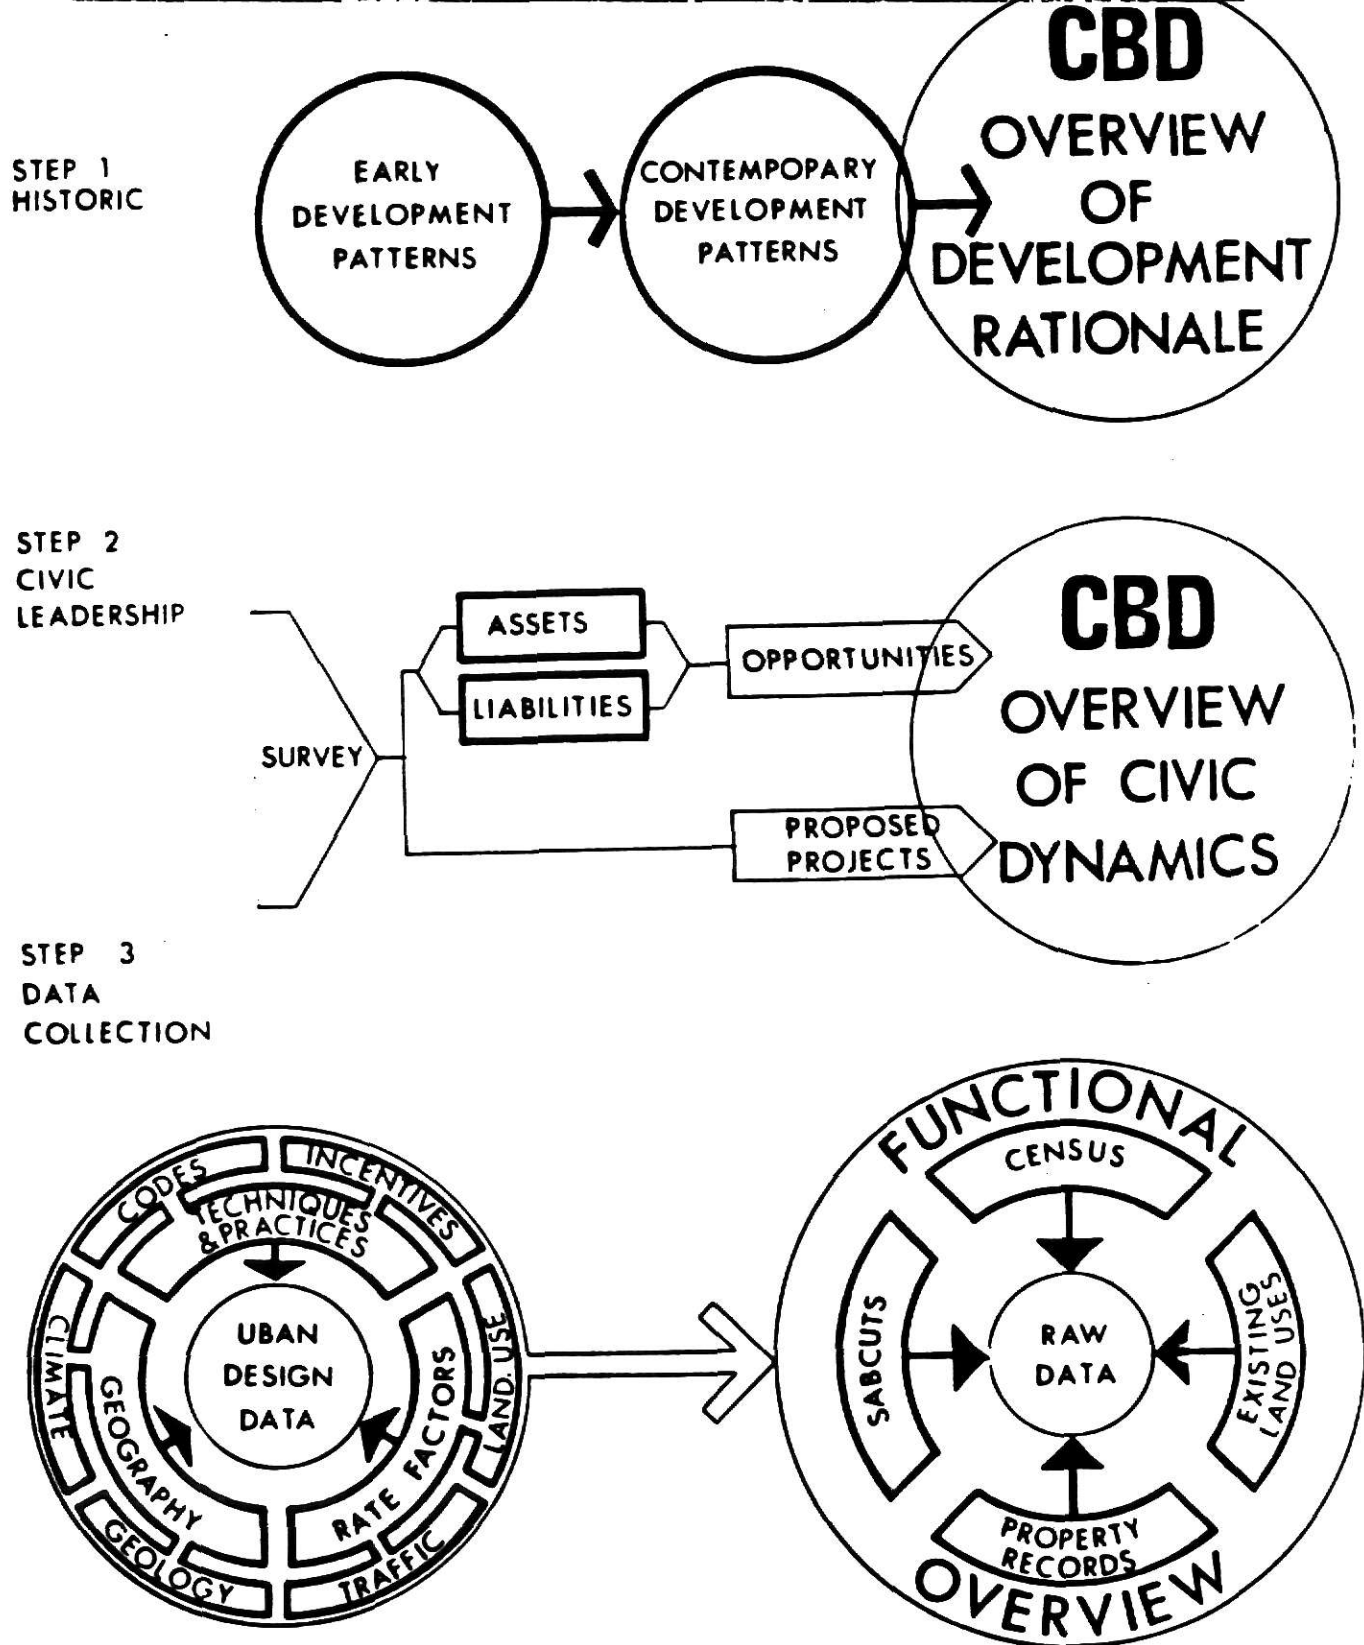 STEP 1
HISTORIC
EARLY
DEVELOPMENT
PATTERNS
CONTEMPOPARY
DEVELOPMENT
PATTERNS
CBD
OVERVIEW
OF
DEVELOPMENT
RATIONALE
STEP 2
CIVIC
LEADERSHIP
SURVEY
ASSETS
LIABILITIES
OPPORTUNITIES
PROPOSED
PROJECTS
CBD
OVERVIEW
OF CIVIC
DYNAMICS
STEP 3
DATA
COLLECTION
CODES
INCENTIVES
TECHNIQUES
&PRACTICES
CLIMATE
GEOGRAPHY
GEOLOGY
UBAN
DESIGN
DATA
RATE FACTORS
LAND USE
TRAFFIC
FUNCTIONAL
CENSUS
SABCUTS
RAW
DATA
EXISTING
LAND USES
PROPERTY
RECORDS
OVERVIEW